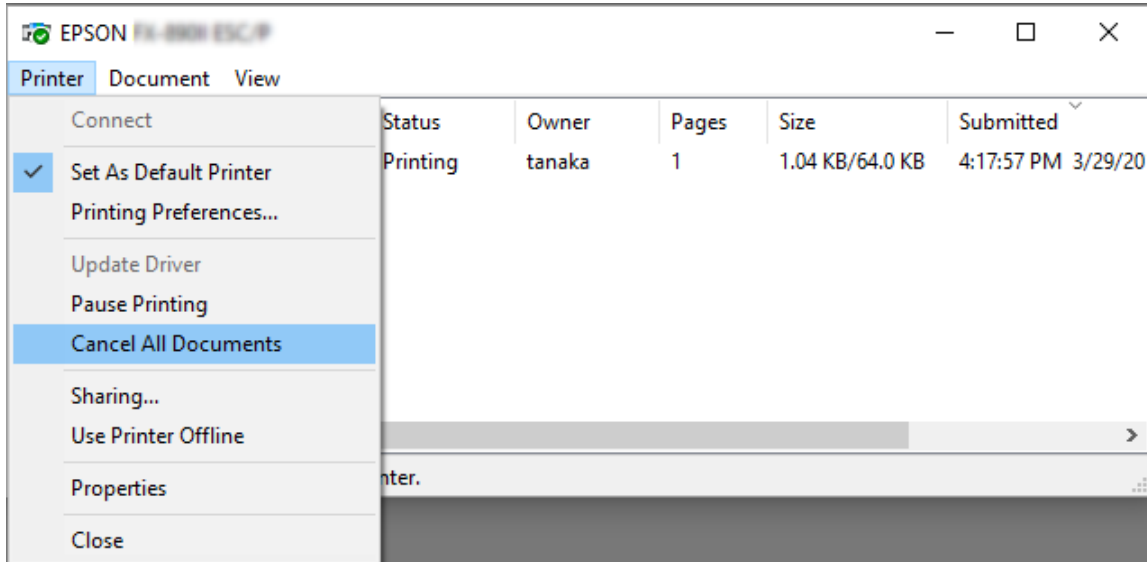 EPSON
Printer Document View
Connect
Set As Default Printer
Printing Preferences...
Update Driver
Pause Printing
Cancel All Documents
Sharing...
Use Printer Offline
Properties
Close
Status Owner Pages Size Submitted
Printing tanaka 1 1.04 KB/64.0 KB 4:17:57 PM 3/29/20
nter.